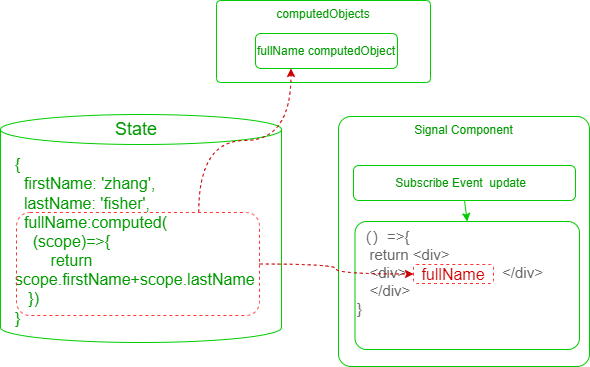 computedObjects
fullName computedObject
State
{
firstName: 'zhang',
lastName: 'fisher',
fullName:computed(
(scope)=>{
return
scope.firstName+scope.lastName
})
}
Signal Component
Subscribe Event update
() =>{
return <div>
<div> fullName </div>
</div>
}